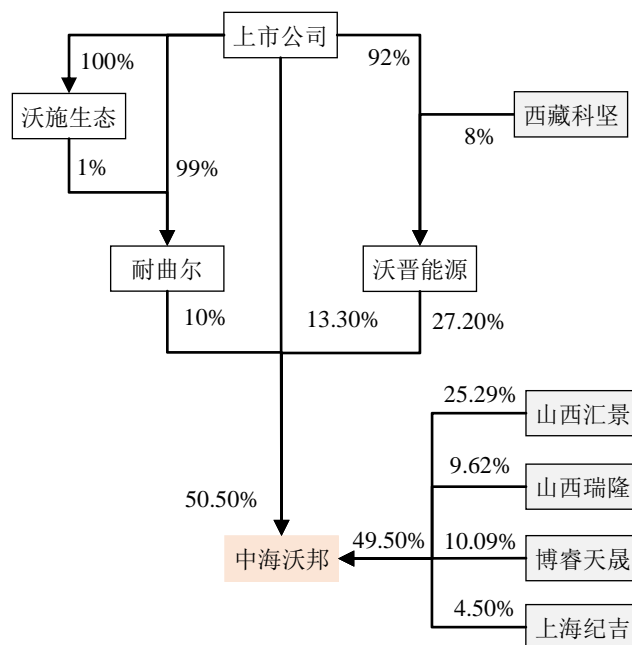 上市公司
100%
92%
沃施生态
西藏科坚
8%
1%
99%
耐曲尔
沃晋能源
10%
13.30%
27.20%
25.29%
山西汇景
9.62%
山西瑞隆
50.50%
中海沃邦
49.50%
10.09%
博睿天晟
4.50%
上海纪吉